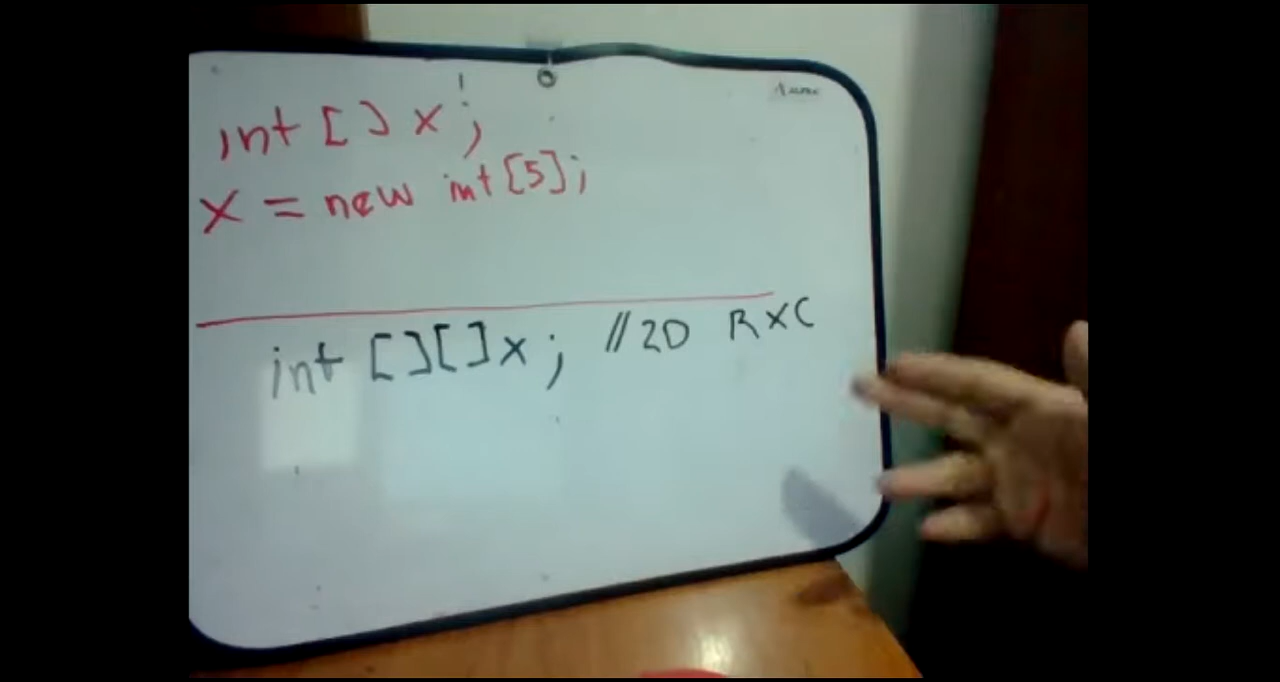 int [] x ;
x = new int [5] ;
int [][] x ; //2D R x C